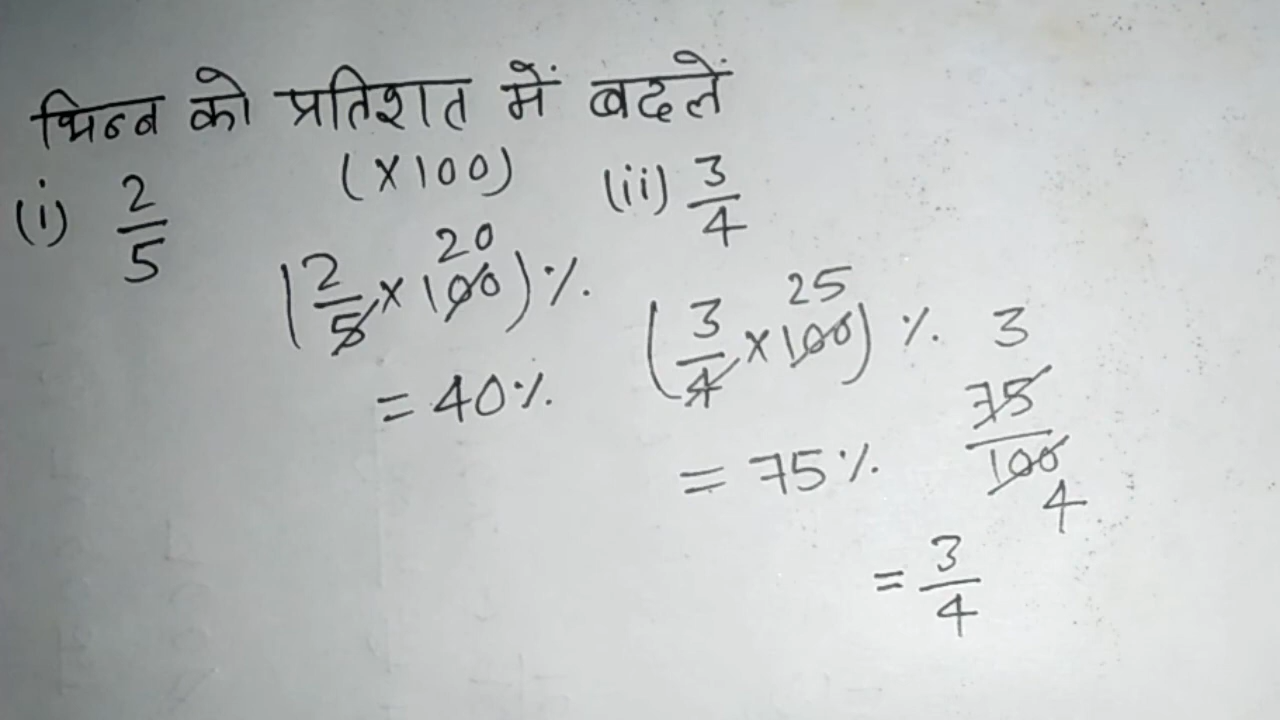 भिन्न को प्रतिशत में बदलें
(×100)
(i) 2/5
(2/5 × 100) %
20
= 40%
(ii) 3/4
(3/4 × 100) %
25
= 75%
3
75/100
4
= 3/4